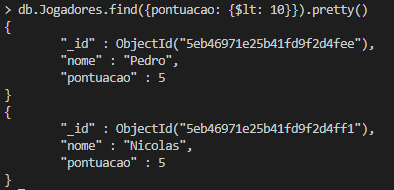 > db.Jogadores.find({pontuacao: {$lt: 10}}).pretty()
{
        "_id" : ObjectId("5eb46971e25b41fd9f2d4fee"),
        "nome" : "Pedro",
        "pontuacao" : 5
}
{
        "_id" : ObjectId("5eb46971e25b41fd9f2d4ff1"),
        "nome" : "Nicolas",
        "pontuacao" : 5
}